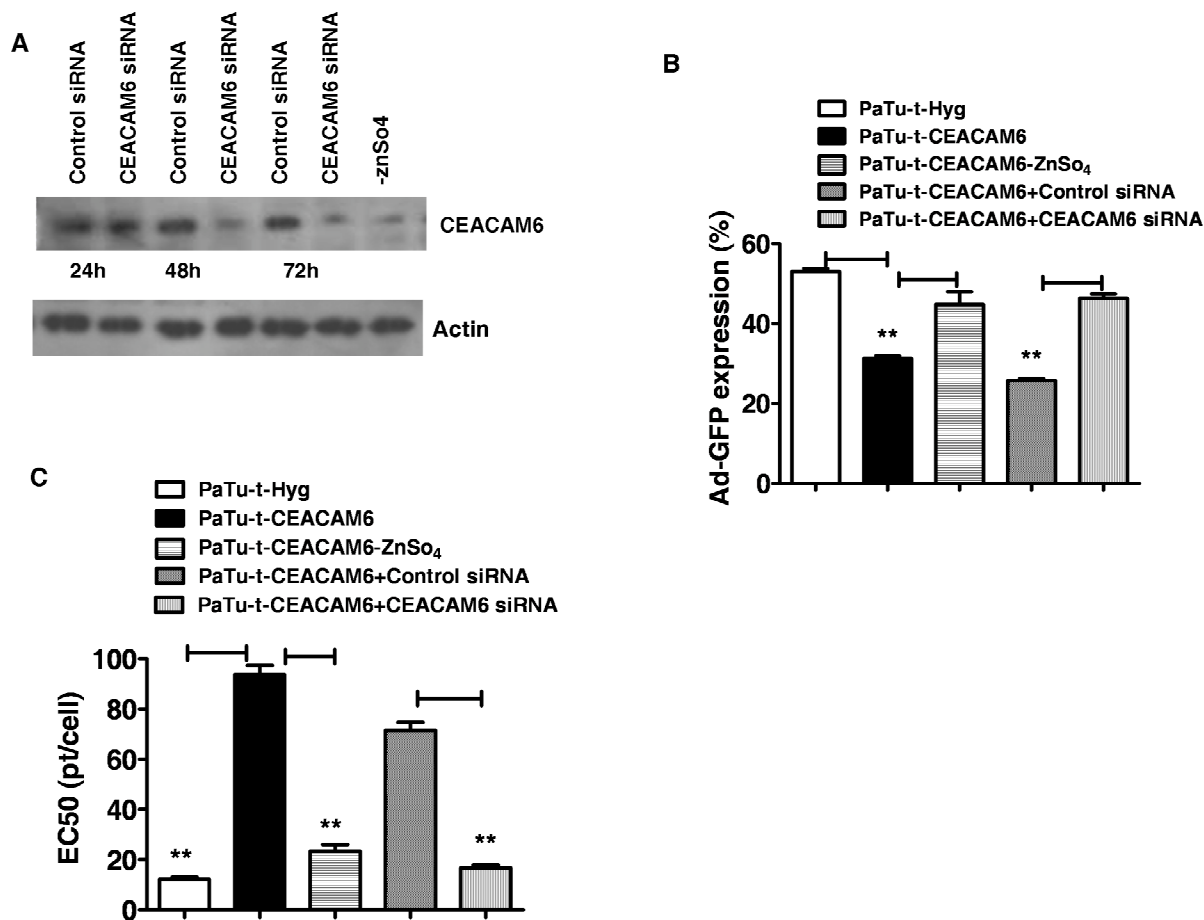 A
Control siRNA
CEACAM6 siRNA
Control siRNA
CEACAM6 siRNA
Control siRNA
CEACAM6 siRNA
-znSo4
CEACAM6
24h 48h 72h
Actin
B
PaTu-t-Hyg
PaTu-t-CEACAM6
PaTu-t-CEACAM6-ZnSo₄
PaTu-t-CEACAM6+Control siRNA
PaTu-t-CEACAM6+CEACAM6 siRNA
Ad-GFP expression (%)
60
40
20
0
**
**
C
PaTu-t-Hyg
PaTu-t-CEACAM6
PaTu-t-CEACAM6-ZnSo₄
PaTu-t-CEACAM6+Control siRNA
PaTu-t-CEACAM6+CEACAM6 siRNA
EC50 (pt/cell)
100
80
60
40
20
0
**
**
**